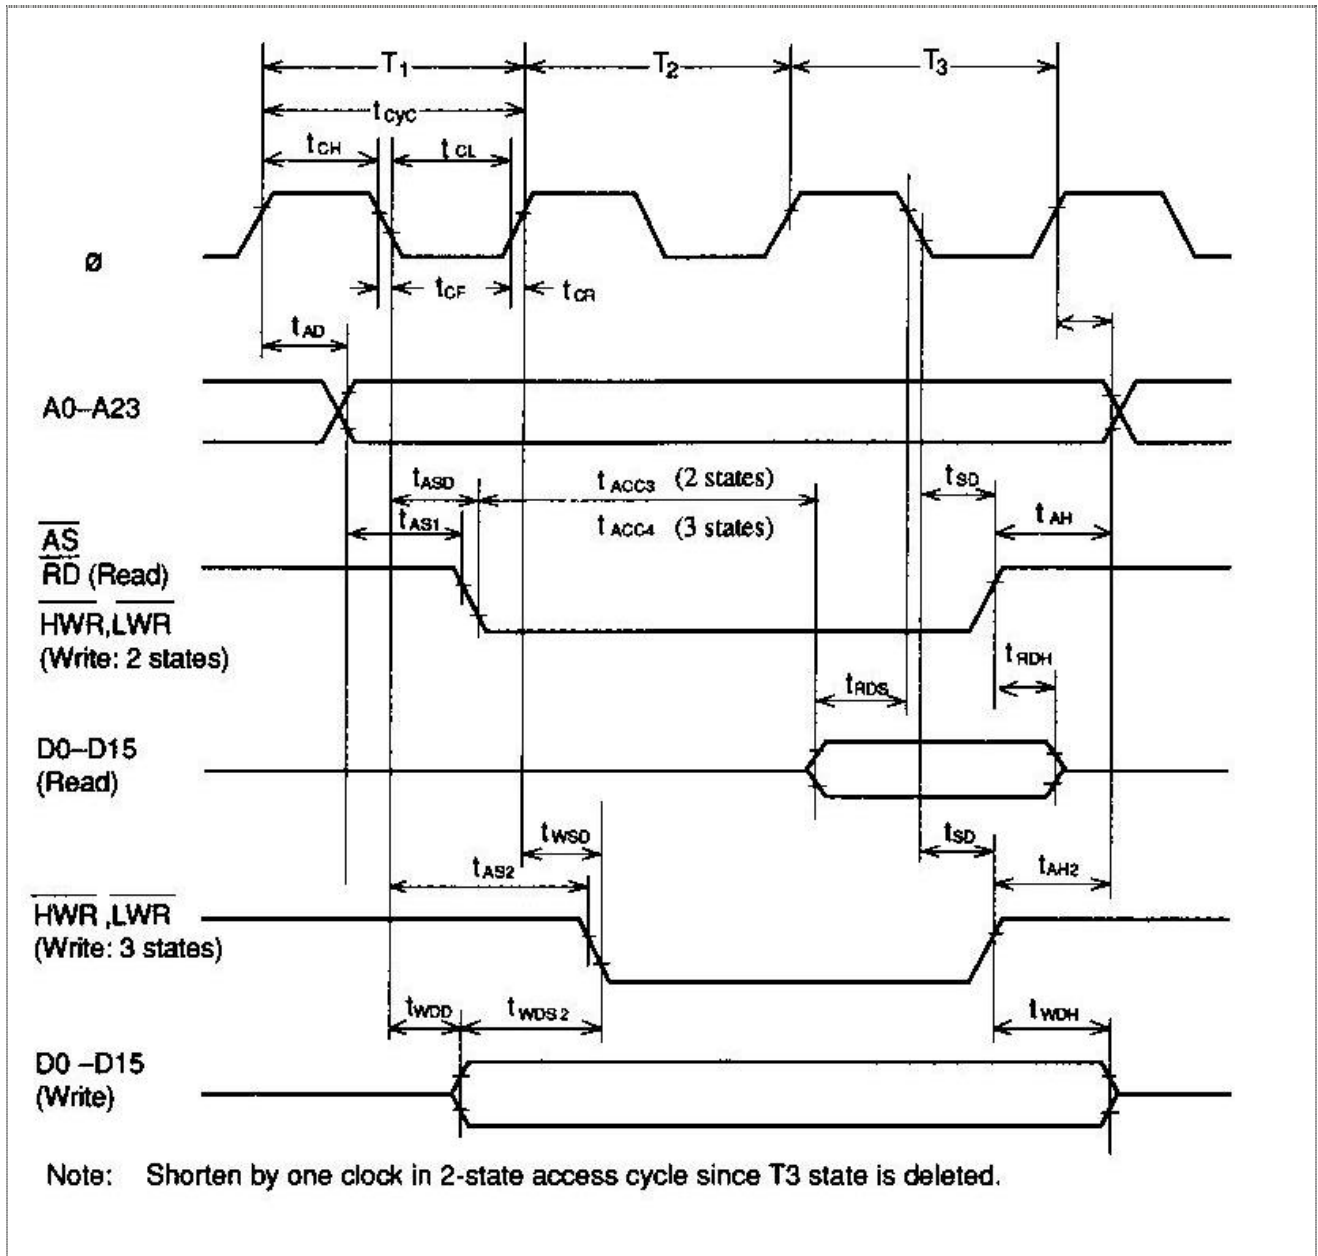 T1 T2 T3
tcyc
tCH tCL
Ø
tCF tCR
tAD
A0–A23
tASD tACC3 (2 states) tSD
tAS1 tACC4 (3 states) tAH
AS
RD (Read)
HWR,LWR
(Write: 2 states)
tRDH
tRDS
D0–D15
(Read)
tWSD tSD
tAS2 tAH2
HWR ,LWR
(Write: 3 states)
tWDD tWDS2 tWDH
D0 –D15
(Write)
Note: Shorten by one clock in 2-state access cycle since T3 state is deleted.